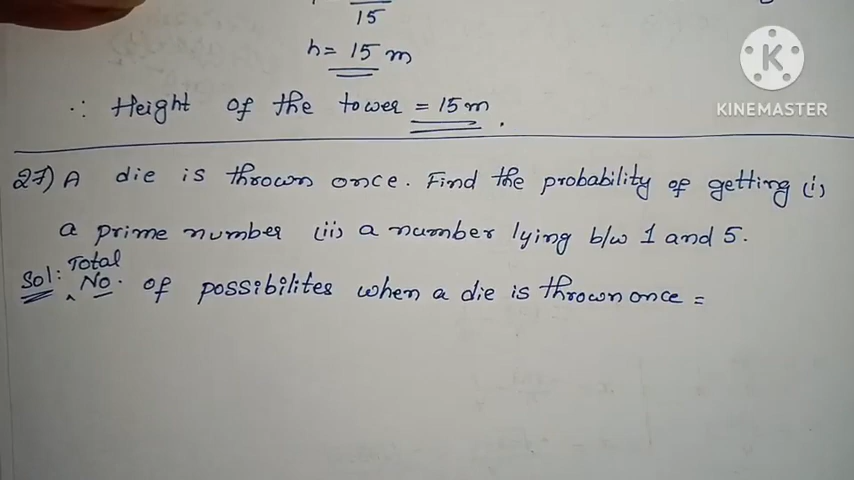 15
h = 15 m
∴ Height of the tower = 15 m.
K
KINEMASTER
27) A die is thrown once. Find the probability of getting (i)
a prime number (ii) a number lying b/w 1 and 5.
Sol: Total No. of possibilites when a die is thrown once =